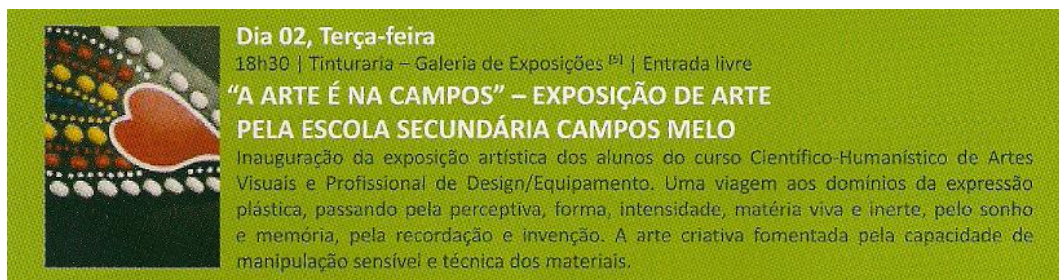 Dia 02, Terça-feira
18h30 | Tinturaria – Galeria de Exposições [5] | Entrada livre
“A ARTE É NA CAMPOS” – EXPOSIÇÃO DE ARTE
PELA ESCOLA SECUNDÁRIA CAMPOS MELO
Inauguração da exposição artística dos alunos do curso Científico-Humanístico de Artes
Visuais e Profissional de Design/Equipamento. Uma viagem aos domínios da expressão
plástica, passando pela perceptiva, forma, intensidade, matéria viva e inerte, pelo sonho
e memória, pela recordação e invenção. A arte criativa fomentada pela capacidade de
manipulação sensível e técnica dos materiais.